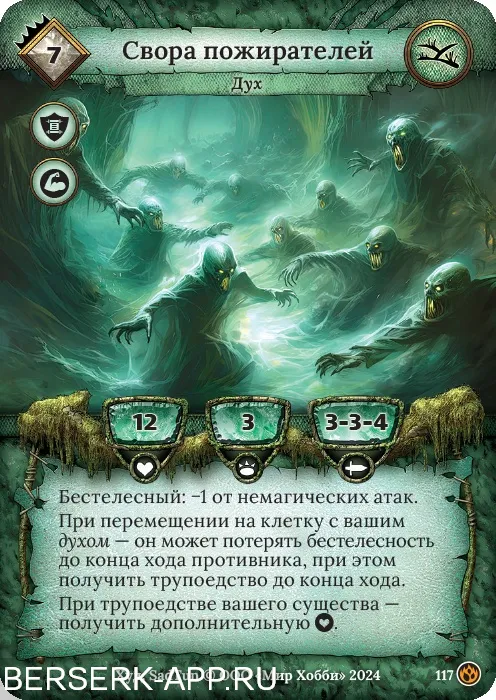 7
Свора пожирателей
Дух
12
3
3-3-4
Бестелесный: −1 от немагических атак.
При перемещении на клетку с вашим
духом — он может потерять бестелесность
до конца хода противника, при этом
получить трупоедство до конца хода.
При трупоедстве вашего существа —
получить дополнительную
© ООО «Мир Хобби» 2024
117
BERSERK-APP.RU